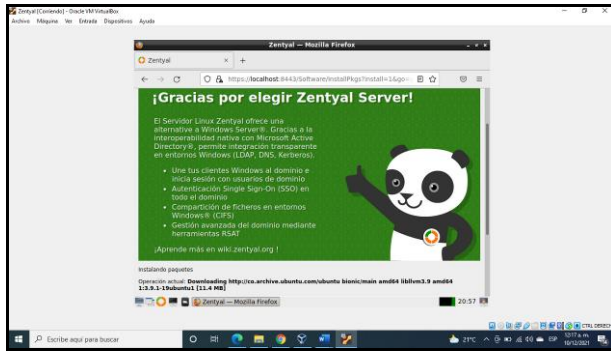 Zentyal [Corriendo] - Oracle VM VirtualBox
Archivo Máquina Ver Entrada Dispositivos Ayuda
Zentyal — Mozilla Firefox
Zentyal
https://localhost:8443/Software/InstallPkgs?install=1&go=
¡Gracias por elegir Zentyal Server!
El Servidor Linux Zentyal ofrece una
alternative a Windows Server®. Gracias a la
interoperabilidad nativa con Microsoft Active
Directory®, permite integración transparente
en entornos Windows (LDAP, DNS, Kerberos).
• Une tus clientes Windows al dominio e
inicia sesión con usuarios de dominio
• Autenticación Single Sign-On (SSO) en
todo el dominio
• Compartición de ficheros en entornos
Windows® (CIFS)
• Gestión avanzada del dominio mediante
herramientas RSAT
¡Aprende más en wiki.zentyal.org !
Instalando paquetes
Operación actual: Downloading http://co.archive.ubuntu.com/ubuntu bionic/main amd64 libllvm3.9 amd64
1:3.9.1-19ubuntu1 [11.4 MB]
Zentyal — Mozilla Firefox
20:57
CTRL DERECHA
Escribe aquí para buscar
21°C
ESP
12:17 a. m.
10/12/2021